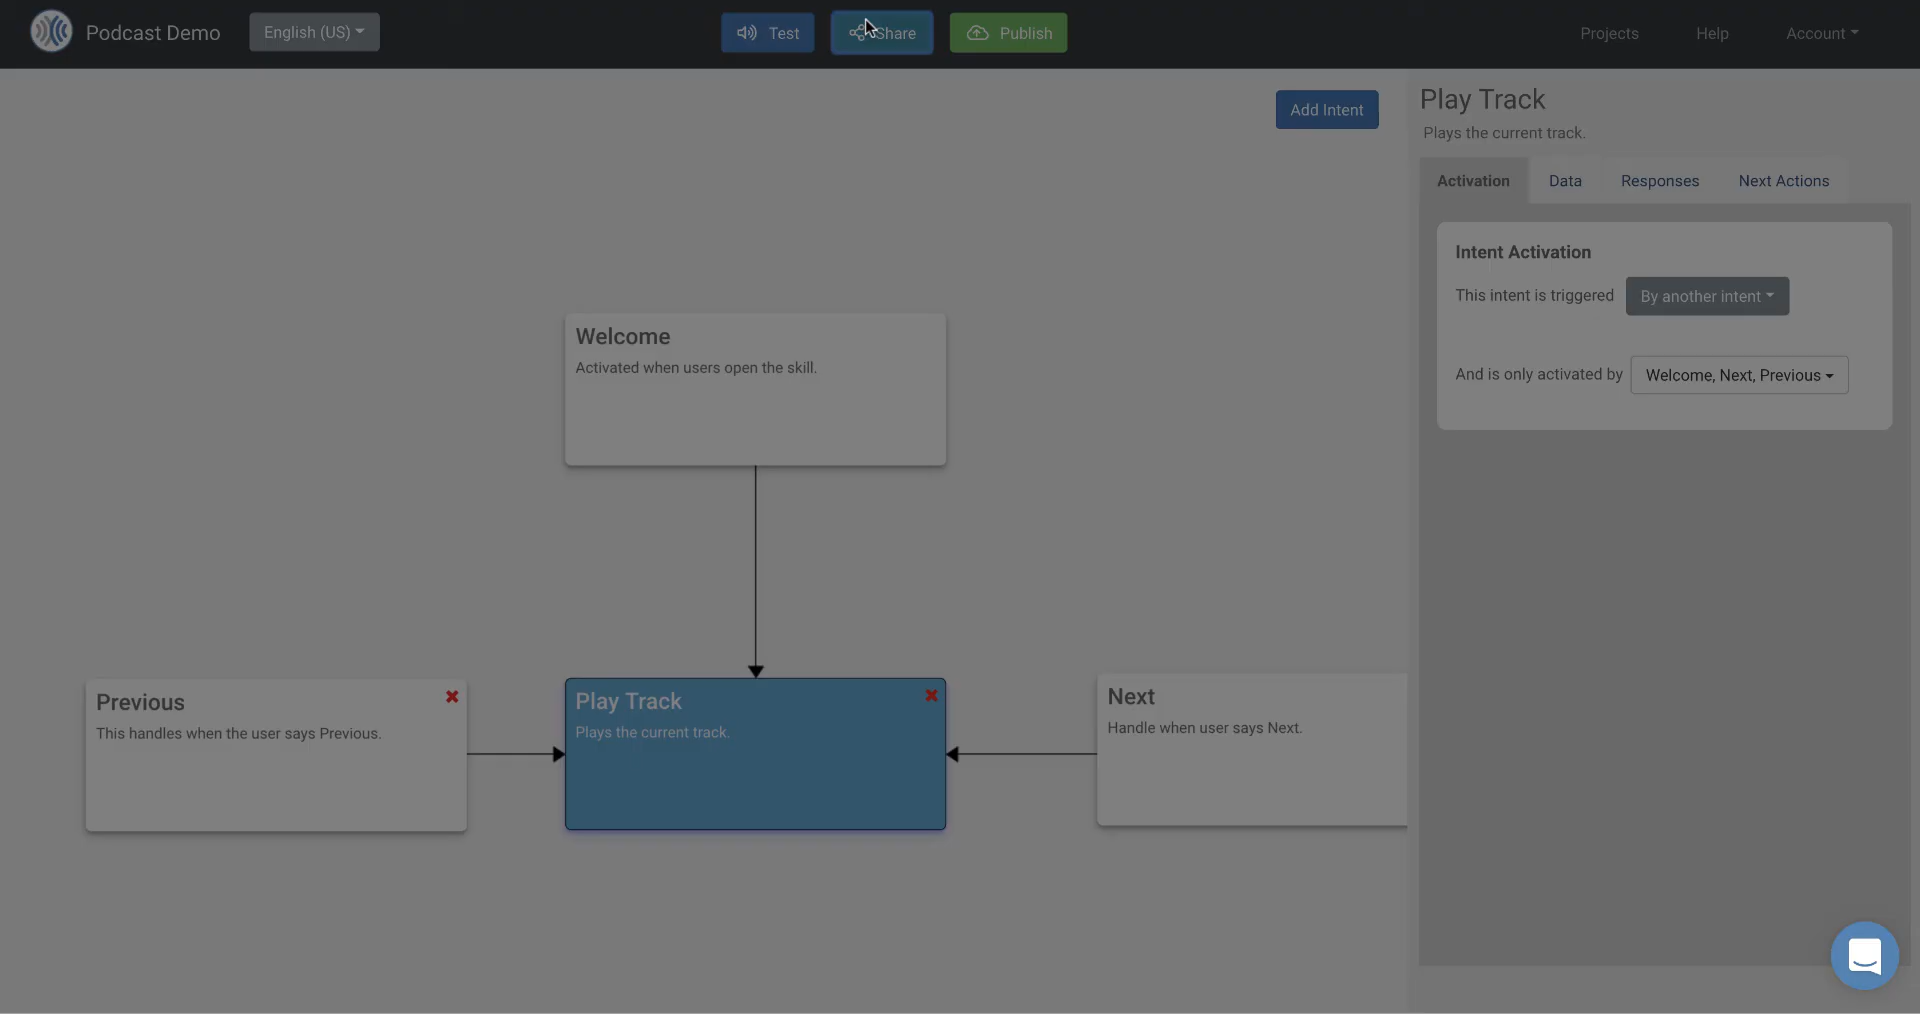 Podcast Demo
English (US)
Test
Share
Publish
Projects
Help
Account
Add Intent
Play Track
Plays the current track.
Activation
Data
Responses
Next Actions
Intent Activation
This intent is triggered By another intent
And is only activated by Welcome, Next, Previous
Welcome
Activated when users open the skill.
Previous
This handles when the user says Previous.
Play Track
Plays the current track.
Next
Handle when user says Next.